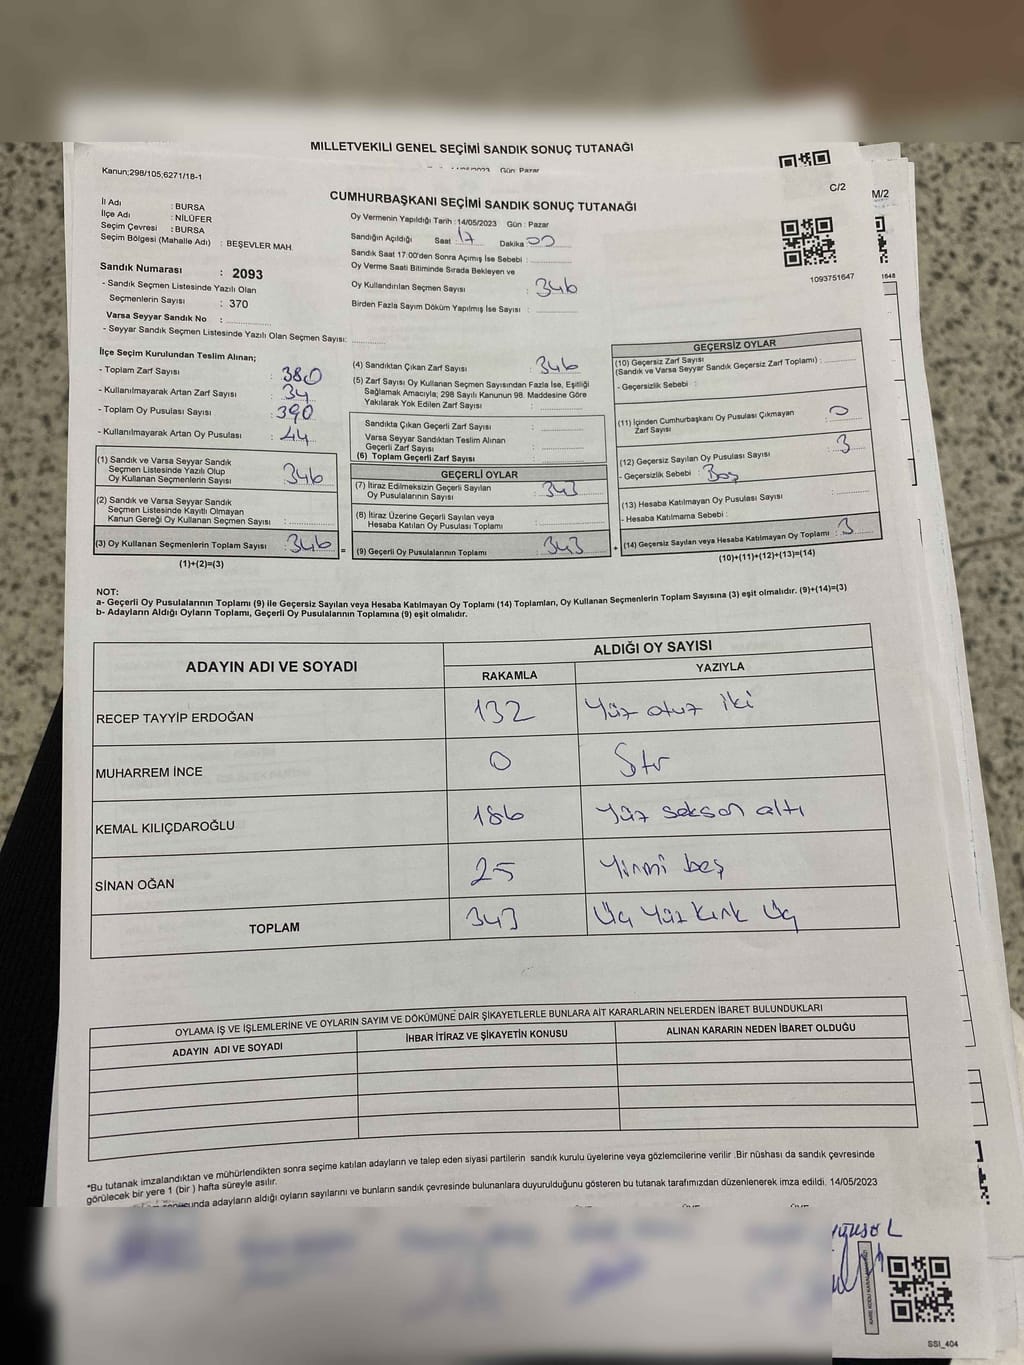 MİLLETVEKİLİ GENEL SEÇİMİ SANDIK SONUÇ TUTANAĞI
Gün: Pazar
Kanun;298/105,6271/18-1
C/2
M/2
CUMHURBAŞKANI SEÇİMİ SANDIK SONUÇ TUTANAĞI
İl Adı : BURSA
İlçe Adı : NİLÜFER
Seçim Çevresi : BURSA
Seçim Bölgesi (Mahalle Adı) : BEŞEVLER MAH.
Oy Vermenin Yapıldığı Tarih : 14/05/2023 Gün : Pazar
Sandığın Açıldığı Saat : 17 Dakika : 00
Sandık Saat 17:00'den Sonra Açımış İse Sebebi :
Oy Verme Saati Bitiminde Sırada Bekleyen ve
Oy Kullandırılan Seçmen Sayısı : 346
Birden Fazla Sayım Döküm Yapılmış İse Sayısı :
1093751647
1648
Sandık Numarası : 2093
- Sandık Seçmen Listesinde Yazılı Olan
Seçmenlerin Sayısı : 370
Varsa Seyyar Sandık No :
- Seyyar Sandık Seçmen Listesinde Yazılı Olan Seçmen Sayısı:
İlçe Seçim Kurulundan Teslim Alınan;
- Toplam Zarf Sayısı : 380
- Kullanılmayarak Artan Zarf Sayısı : 34
- Toplam Oy Pusulası Sayısı : 390
- Kullanılmayarak Artan Oy Pusulası : 44
(1) Sandık ve Varsa Seyyar Sandık
Seçmen Listesinde Yazılı Olup
Oy Kullanan Seçmenlerin Sayısı : 346
(2) Sandık ve Varsa Seyyar Sandık
Seçmen Listesinde Kayıtlı Olmayan
Kanun Gereği Oy Kullanan Seçmen Sayısı :
(3) Oy Kullanan Seçmenlerin Toplam Sayısı : 346
(1)+(2)=(3)
=
(4) Sandıktan Çıkan Zarf Sayısı : 346
(5) Zarf Sayısı Oy Kullanan Seçmen Sayısından Fazla İse, Eşitliği
Sağlamak Amacıyla; 298 Sayılı Kanunun 98. Maddesine Göre
Yakılarak Yok Edilen Zarf Sayısı :
Sandıkta Çıkan Geçerli Zarf Sayısı :
Varsa Seyyar Sandıktan Teslim Alınan
Geçerli Zarf Sayısı :
(6) Toplam Geçerli Zarf Sayısı :
GEÇERLİ OYLAR
(7) İtiraz Edilmeksizin Geçerli Sayılan
Oy Pusulalarının Sayısı : 343
(8) İtiraz Üzerine Geçerli Sayılan veya
Hesaba Katılan Oy Pusulası Toplamı :
(9) Geçerli Oy Pusulalarının Toplamı : 343
+
GEÇERSİZ OYLAR
(10) Geçersiz Zarf Sayısı
(Sandık ve Varsa Seyyar Sandık Geçersiz Zarf Toplamı) :
- Geçersizlik Sebebi :
(11) İçinden Cumhurbaşkanı Oy Pusulası Çıkmayan
Zarf Sayısı : 0
(12) Geçersiz Sayılan Oy Pusulası Sayısı : 3
- Geçersizlik Sebebi : Boş
(13) Hesaba Katılmayan Oy Pusulası Sayısı :
- Hesaba Katılmama Sebebi :
(14) Geçersiz Sayılan veya Hesaba Katılmayan Oy Toplamı : 3
(10)+(11)+(12)+(13)=(14)
NOT:
a- Geçerli Oy Pusulalarının Toplamı (9) ile Geçersiz Sayılan veya Hesaba Katılmayan Oy Toplamı (14) Toplamları, Oy Kullanan Seçmenlerin Toplam Sayısına (3) eşit olmalıdır. (9)+(14)=(3)
b- Adayların Aldığı Oyların Toplamı, Geçerli Oy Pusulalarının Toplamına (9) eşit olmalıdır.
ADAYIN ADI VE SOYADI
ALDIĞI OY SAYISI
RAKAMLA YAZIYLA
RECEP TAYYİP ERDOĞAN 132 Yüz otuz iki
MUHARREM İNCE 0 Sıfır
KEMAL KILIÇDAROĞLU 186 Yüz seksen altı
SİNAN OĞAN 25 Yirmi beş
TOPLAM 343 Üç Yüz Kırk Üç
OYLAMA İŞ VE İŞLEMLERİNE VE OYLARIN SAYIM VE DÖKÜMÜNE DAİR ŞİKAYETLERLE BUNLARA AİT KARARLARIN NELERDEN İBARET BULUNDUKLARI
ADAYIN ADI VE SOYADI İHBAR İTİRAZ VE ŞİKAYETİN KONUSU ALINAN KARARIN NEDEN İBARET OLDUĞU
*Bu tutanak imzalandıktan ve mühürlendikten sonra seçime katılan adayların ve talep eden siyasi partilerin sandık kurulu üyelerine veya gözlemcilerine verilir .Bir nüshası da sandık çevresinde
görülecek bir yere 1 (bir ) hafta süreyle asılır.
adayların aldığı oyların sayılarını ve bunların sandık çevresinde bulunanlara duyurulduğunu gösteren bu tutanak tarafımızdan düzenlenerek imza edildi. 14/05/2023
SSI_404